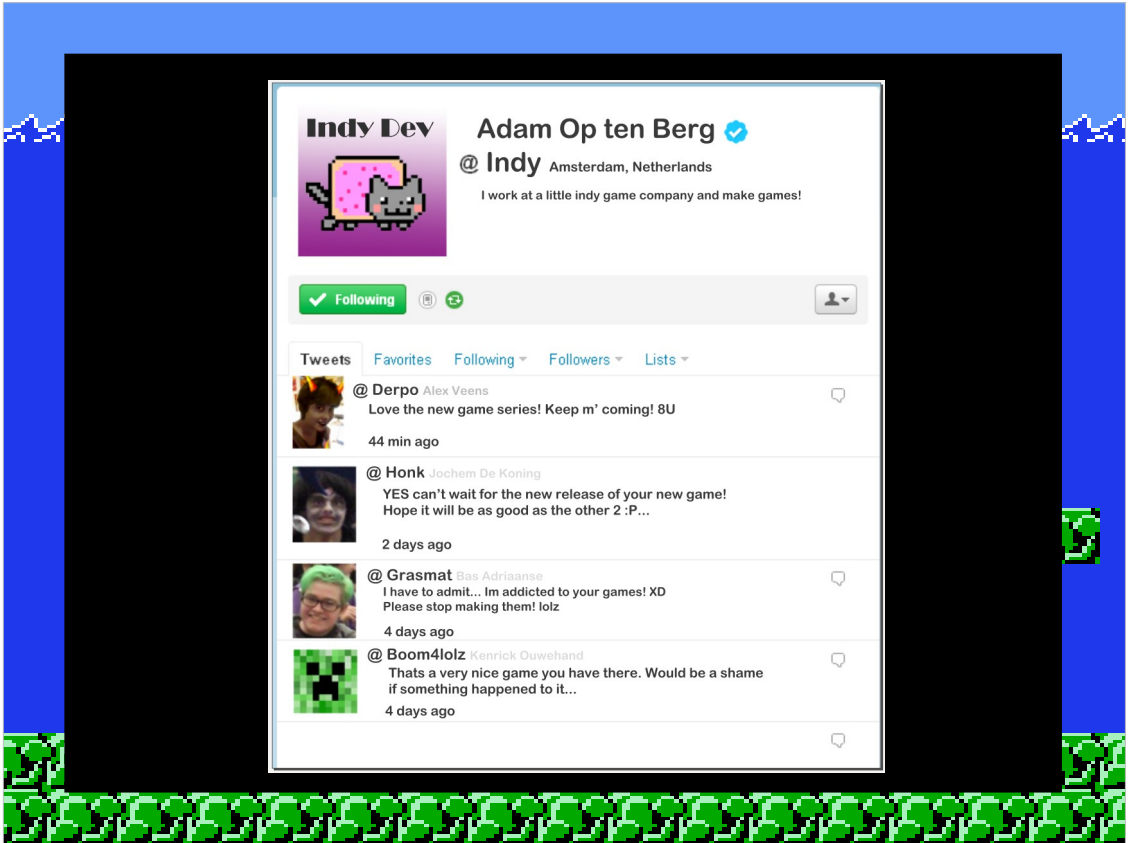 Indy Dev
Adam Op ten Berg
@ Indy Amsterdam, Netherlands
I work at a little indy game company and make games!
Following
Tweets Favorites Following Followers Lists
@ Derpo Alex Veens
Love the new game series! Keep m’ coming! 8U
44 min ago
@ Honk Jochem De Koning
YES can’t wait for the new release of your new game!
Hope it will be as good as the other 2 :P...
2 days ago
@ Grasmat Bas Adriaanse
I have to admit... Im addicted to your games! XD
Please stop making them! lolz
4 days ago
@ Boom4lolz Kenrick Ouwehand
Thats a very nice game you have there. Would be a shame
if something happened to it...
4 days ago